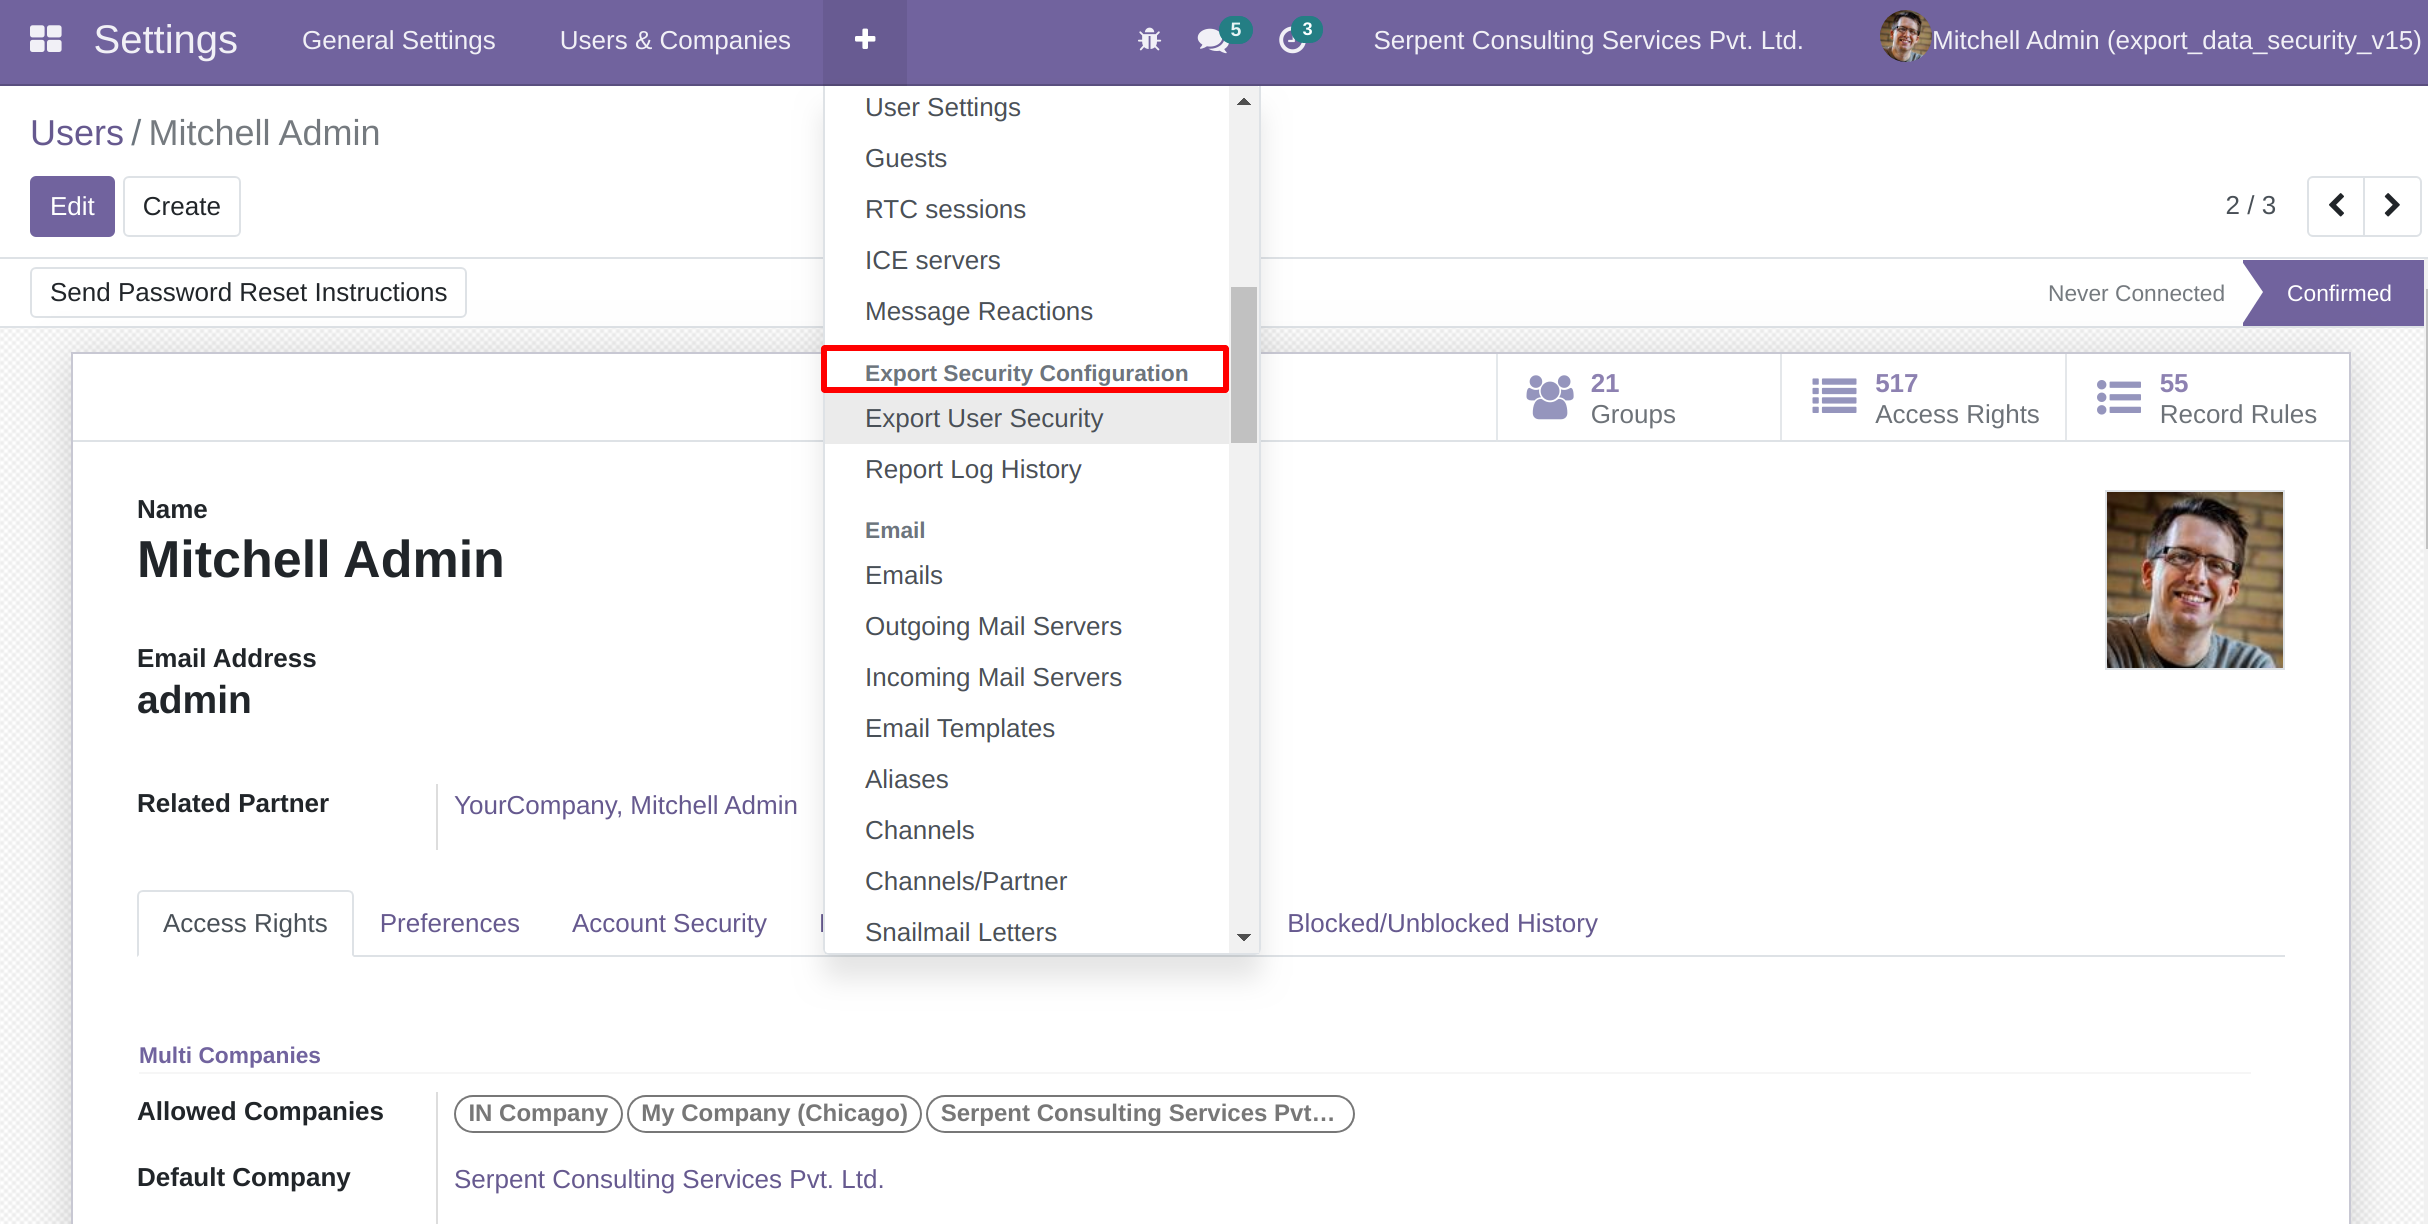 Settings
General Settings
Users & Companies
5
3
Serpent Consulting Services Pvt. Ltd.
Mitchell Admin (export_data_security_v15)
Users / Mitchell Admin
Edit
Create
2 / 3
Send Password Reset Instructions
Never Connected
Confirmed
User Settings
Guests
RTC sessions
ICE servers
Message Reactions
Export Security Configuration
Export User Security
Report Log History
Email
Emails
Outgoing Mail Servers
Incoming Mail Servers
Email Templates
Aliases
Channels
Channels/Partner
Snailmail Letters
21
Groups
517
Access Rights
55
Record Rules
Name
Mitchell Admin
Email Address
admin
Related Partner
YourCompany, Mitchell Admin
Access Rights
Preferences
Account Security
Blocked/Unblocked History
Multi Companies
Allowed Companies
IN Company
My Company (Chicago)
Serpent Consulting Services Pvt...
Default Company
Serpent Consulting Services Pvt. Ltd.